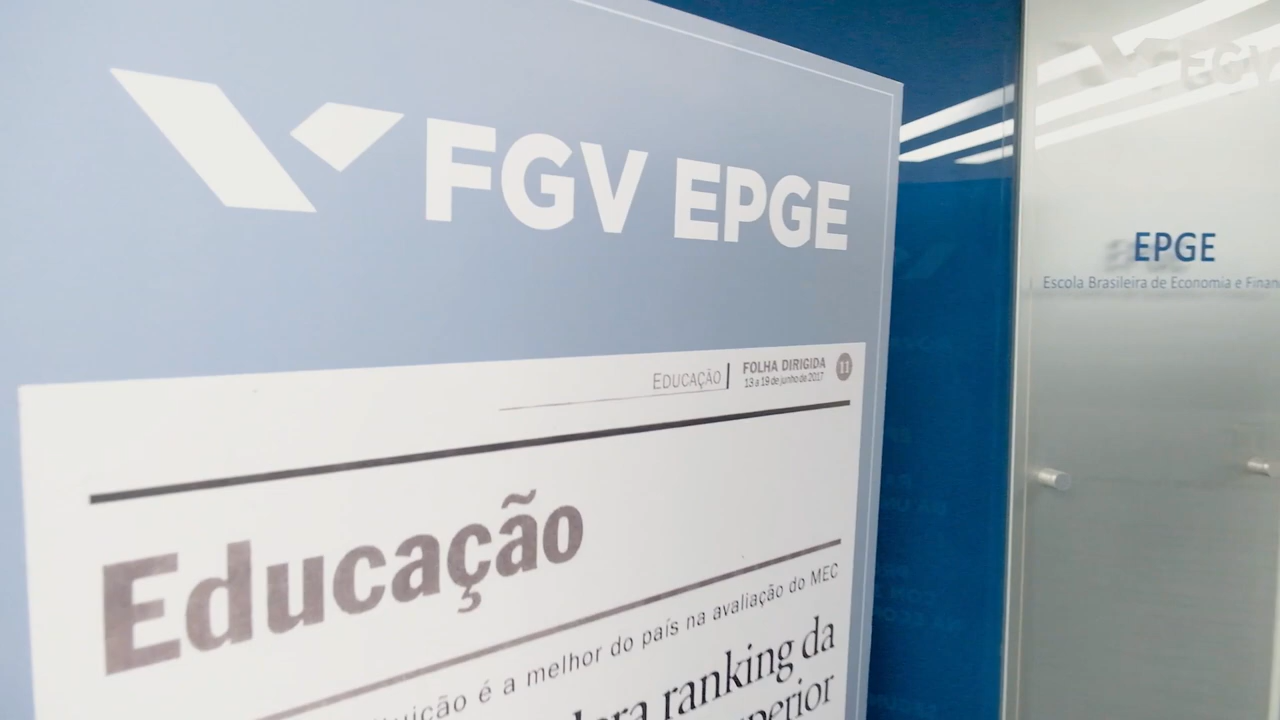 FGV EPGE
EDUCAÇÃO
FOLHA DIRIGIDA
13 a 19 de junho de 2017
11
Educação
é a melhor do país na avaliação do MEC
ranking da
EPGE
Escola Brasileira de Economia e
FGV